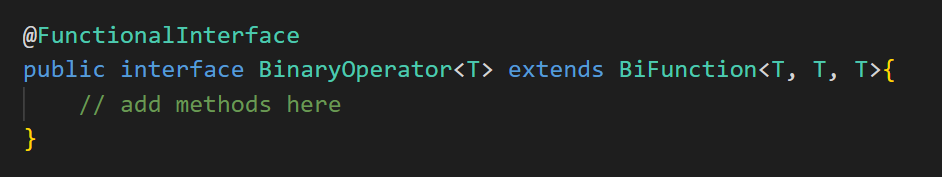 @FunctionalInterface
public interface BinaryOperator<T> extends BiFunction<T, T, T>{
    // add methods here
}